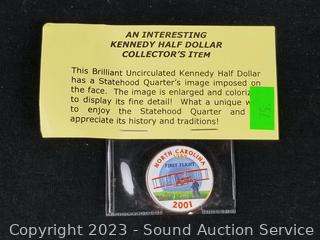 AN INTERESTING
KENNEDY HALF DOLLAR
COLLECTOR'S ITEM
This Brilliant Uncirculated Kennedy Half Dollar
has a Statehood Quarter's image imposed on
the face. The image is enlarged and coloriz
to display its fine detail! What a unique w
to enjoy the Statehood Quarter and
appreciate its history and traditions!
NORTH CAROLINA
FIRST FLIGHT
2001
Copyright 2023 - Sound Auction Service